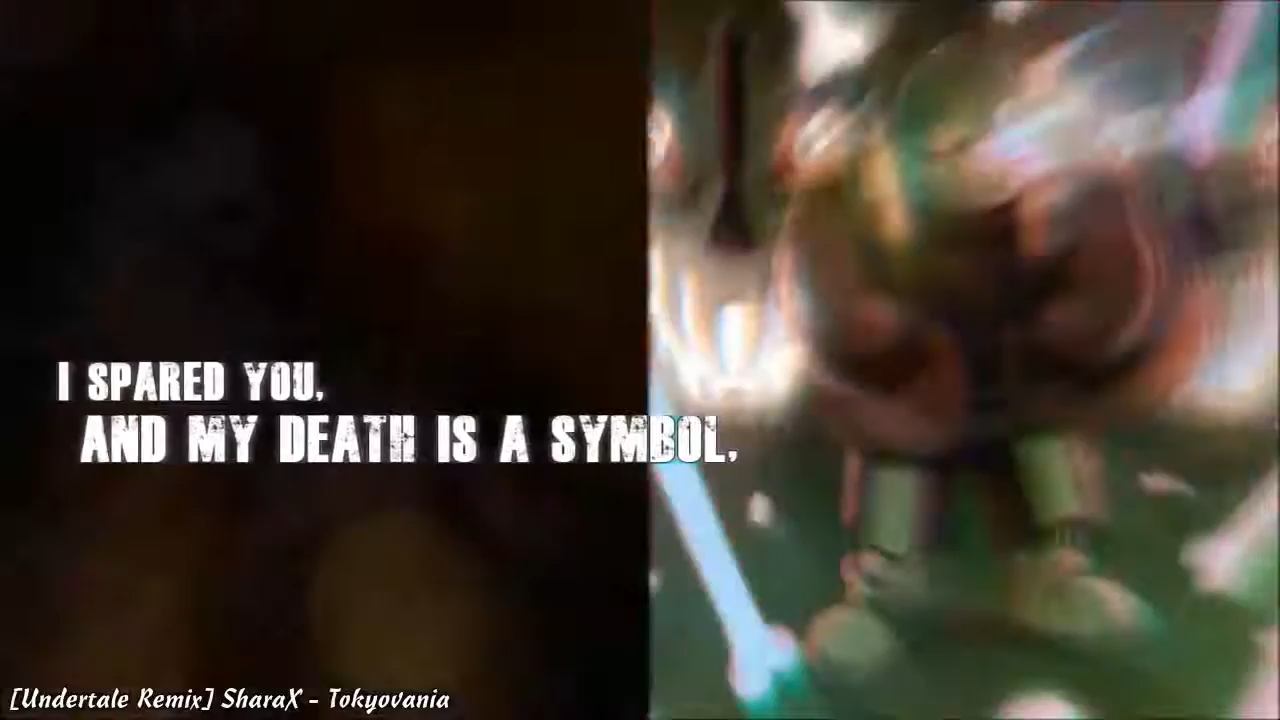 I SPARED YOU,
AND MY DEATH IS A SYMBOL,
[Undertale Remix] SharaX - Tokyovania